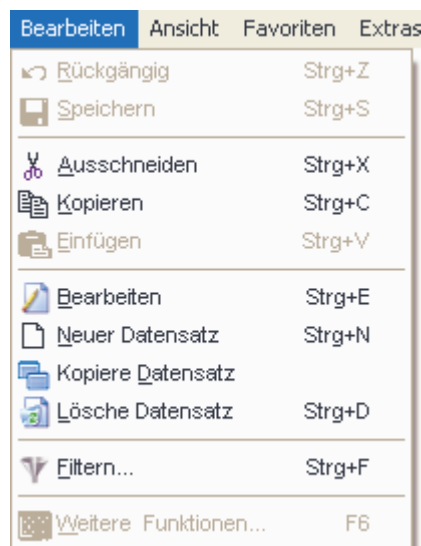 Bearbeiten Ansicht Favoriten Extras
Rückgängig Strg+Z
Speichern Strg+S
Ausschneiden Strg+X
Kopieren Strg+C
Einfügen Strg+V
Bearbeiten Strg+E
Neuer Datensatz Strg+N
Kopiere Datensatz
Lösche Datensatz Strg+D
Filtern... Strg+F
Weitere Funktionen... F6